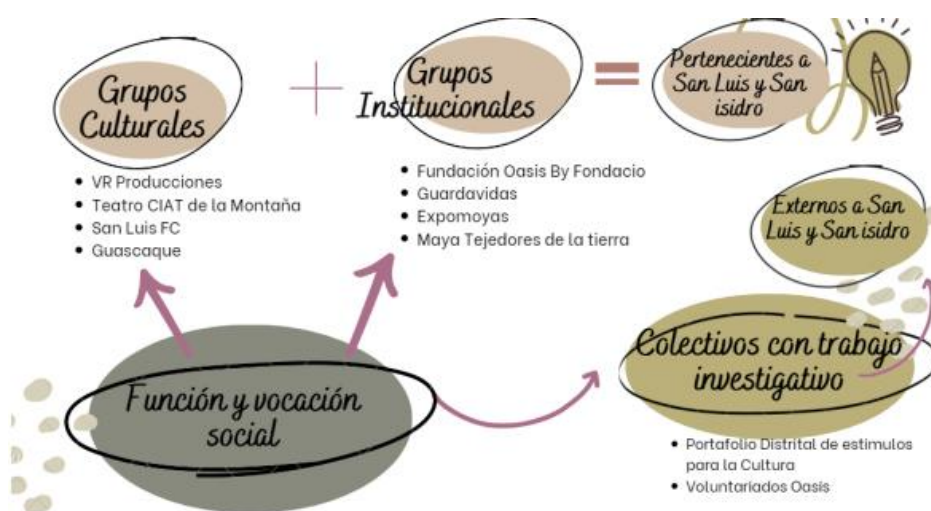 Grupos
Culturales
+
Grupos
Institucionales
=
Pertenecientes a
San Luis y San
isidro
• VR Producciones
• Teatro CIAT de la Montaña
• San Luis FC
• Guascaque
• Fundación Oasis By Fondacio
• Guardavidas
• Expomoyas
• Maya Tejedores de la tierra
Externos a San
Luis y San isidro
Función y vocación
social
Colectivos con trabajo
investigativo
• Portafolio Distrital de estimulos
para la Cultura
• Voluntariados Oasis